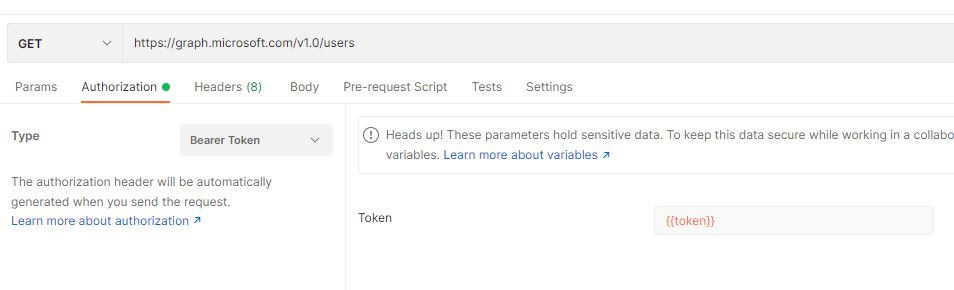 GET https://graph.microsoft.com/v1.0/users
Params Authorization Headers (8) Body Pre-request Script Tests Settings
Type Bearer Token
The authorization header will be automatically
generated when you send the request.
Learn more about authorization ↗
Heads up! These parameters hold sensitive data. To keep this data secure while working in a collabo
variables. Learn more about variables ↗
Token {{token}}